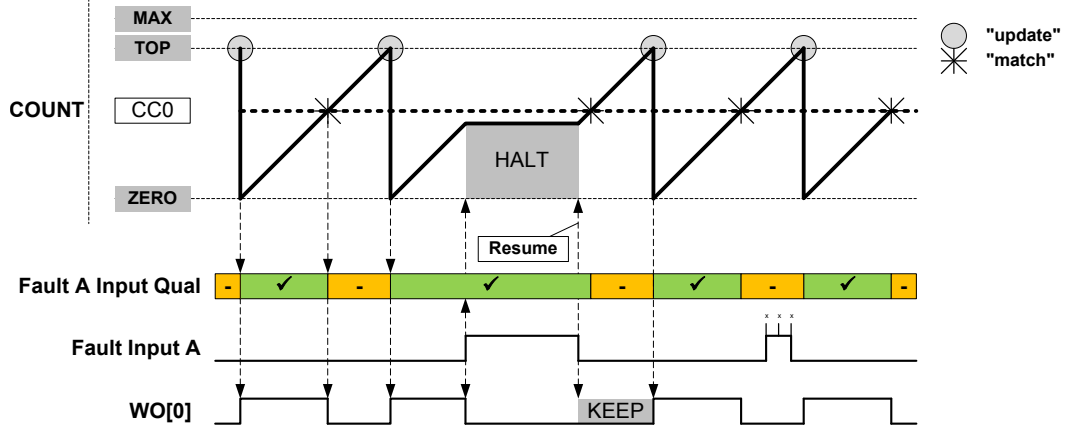 MAX
"update"
TOP
"match"
COUNT
CC0
HALT
ZERO
Resume
Fault A Input Qual
- ✓ - ✓ - ✓ - ✓ -
x x x
Fault Input A
WO[0]
KEEP